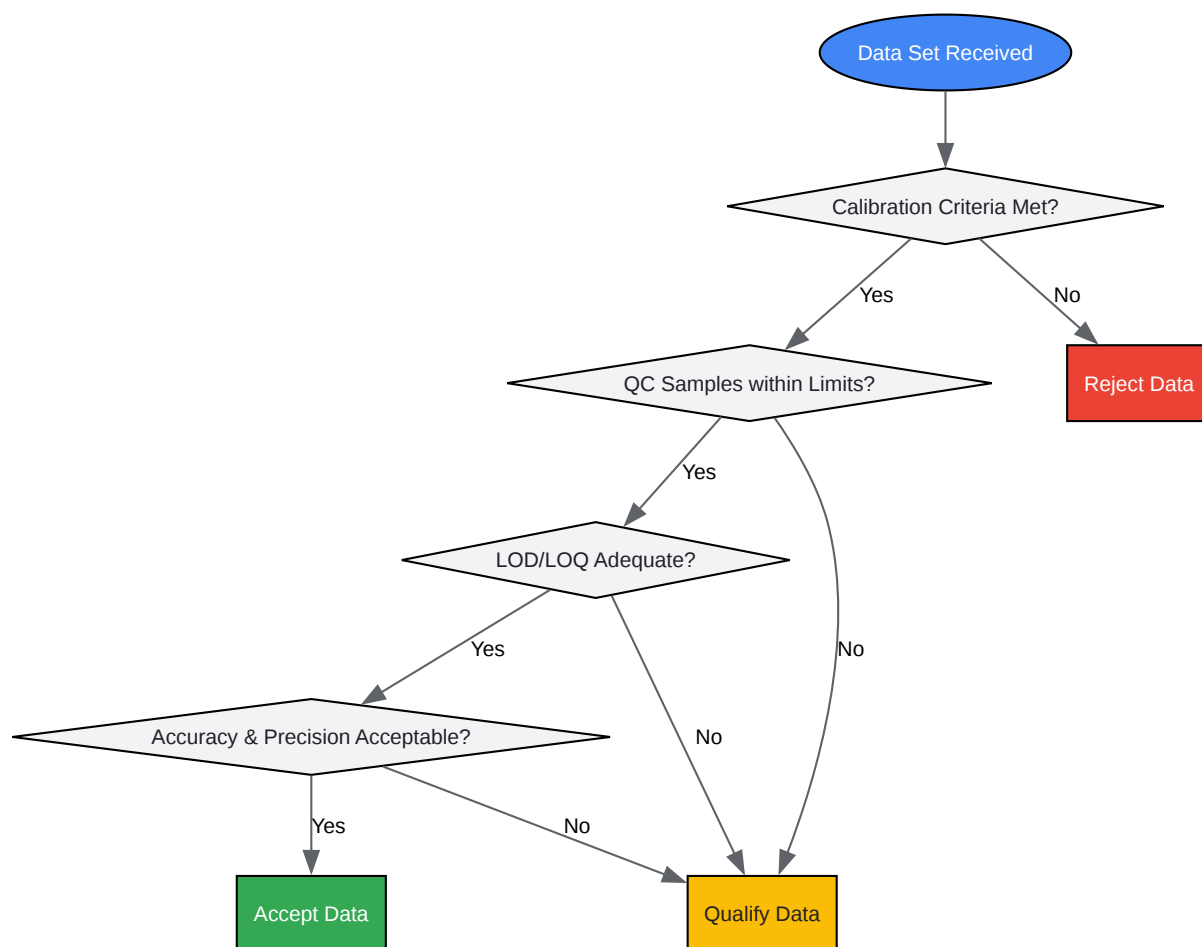 Data Set Received
Calibration Criteria Met?
Yes
No
QC Samples within Limits?
Reject Data
Yes
LOD/LOQ Adequate?
Yes
No
Accuracy & Precision Acceptable?
No
Yes
No
Accept Data
Qualify Data